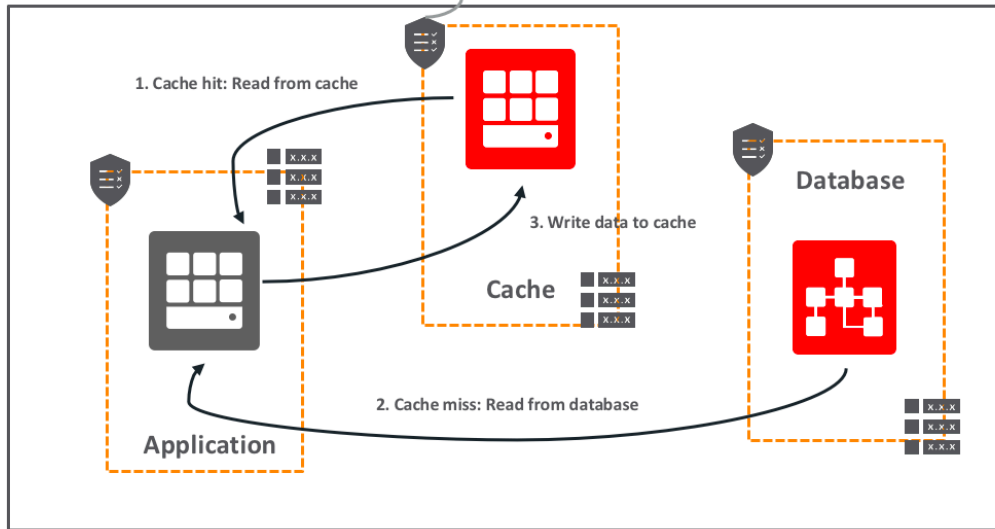 1. Cache hit: Read from cache
x.x.x
x.x.x
x.x.x
Database
3. Write data to cache
Cache
x.x.x
x.x.x
x.x.x
2. Cache miss: Read from database
Application
x.x.x
x.x.x
x.x.x